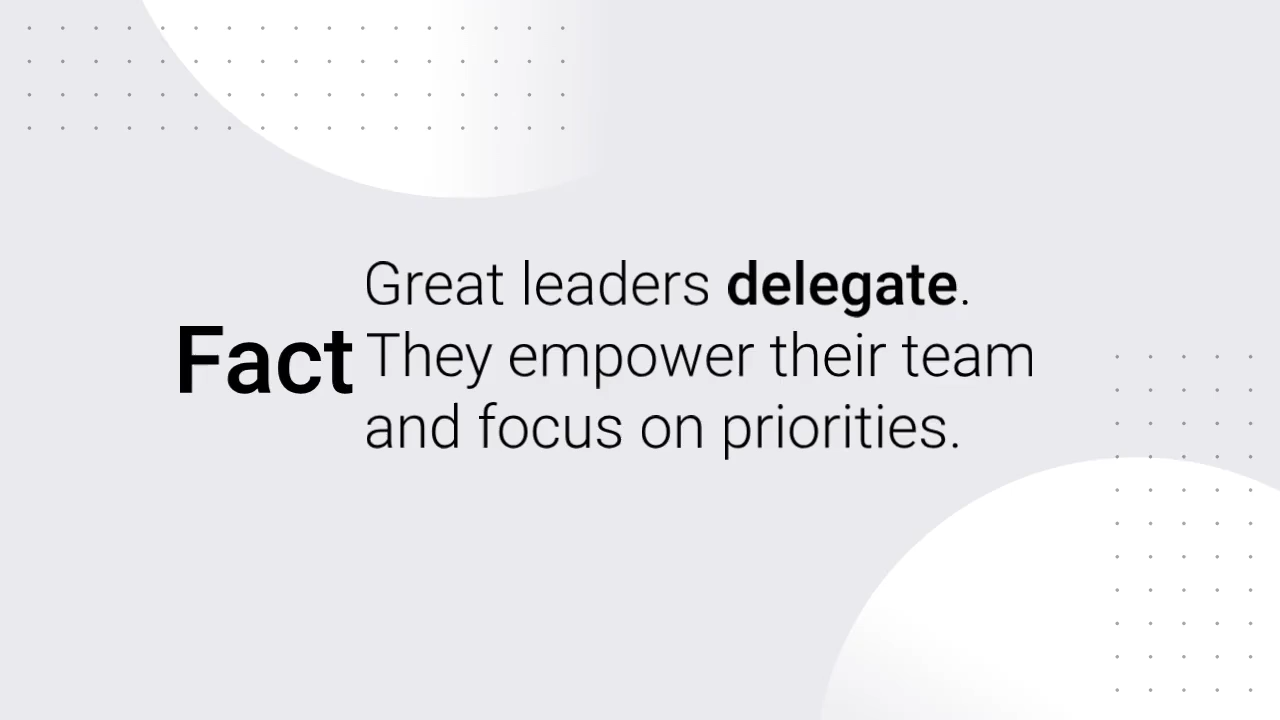 Fact
Great leaders delegate.
They empower their team
and focus on priorities.